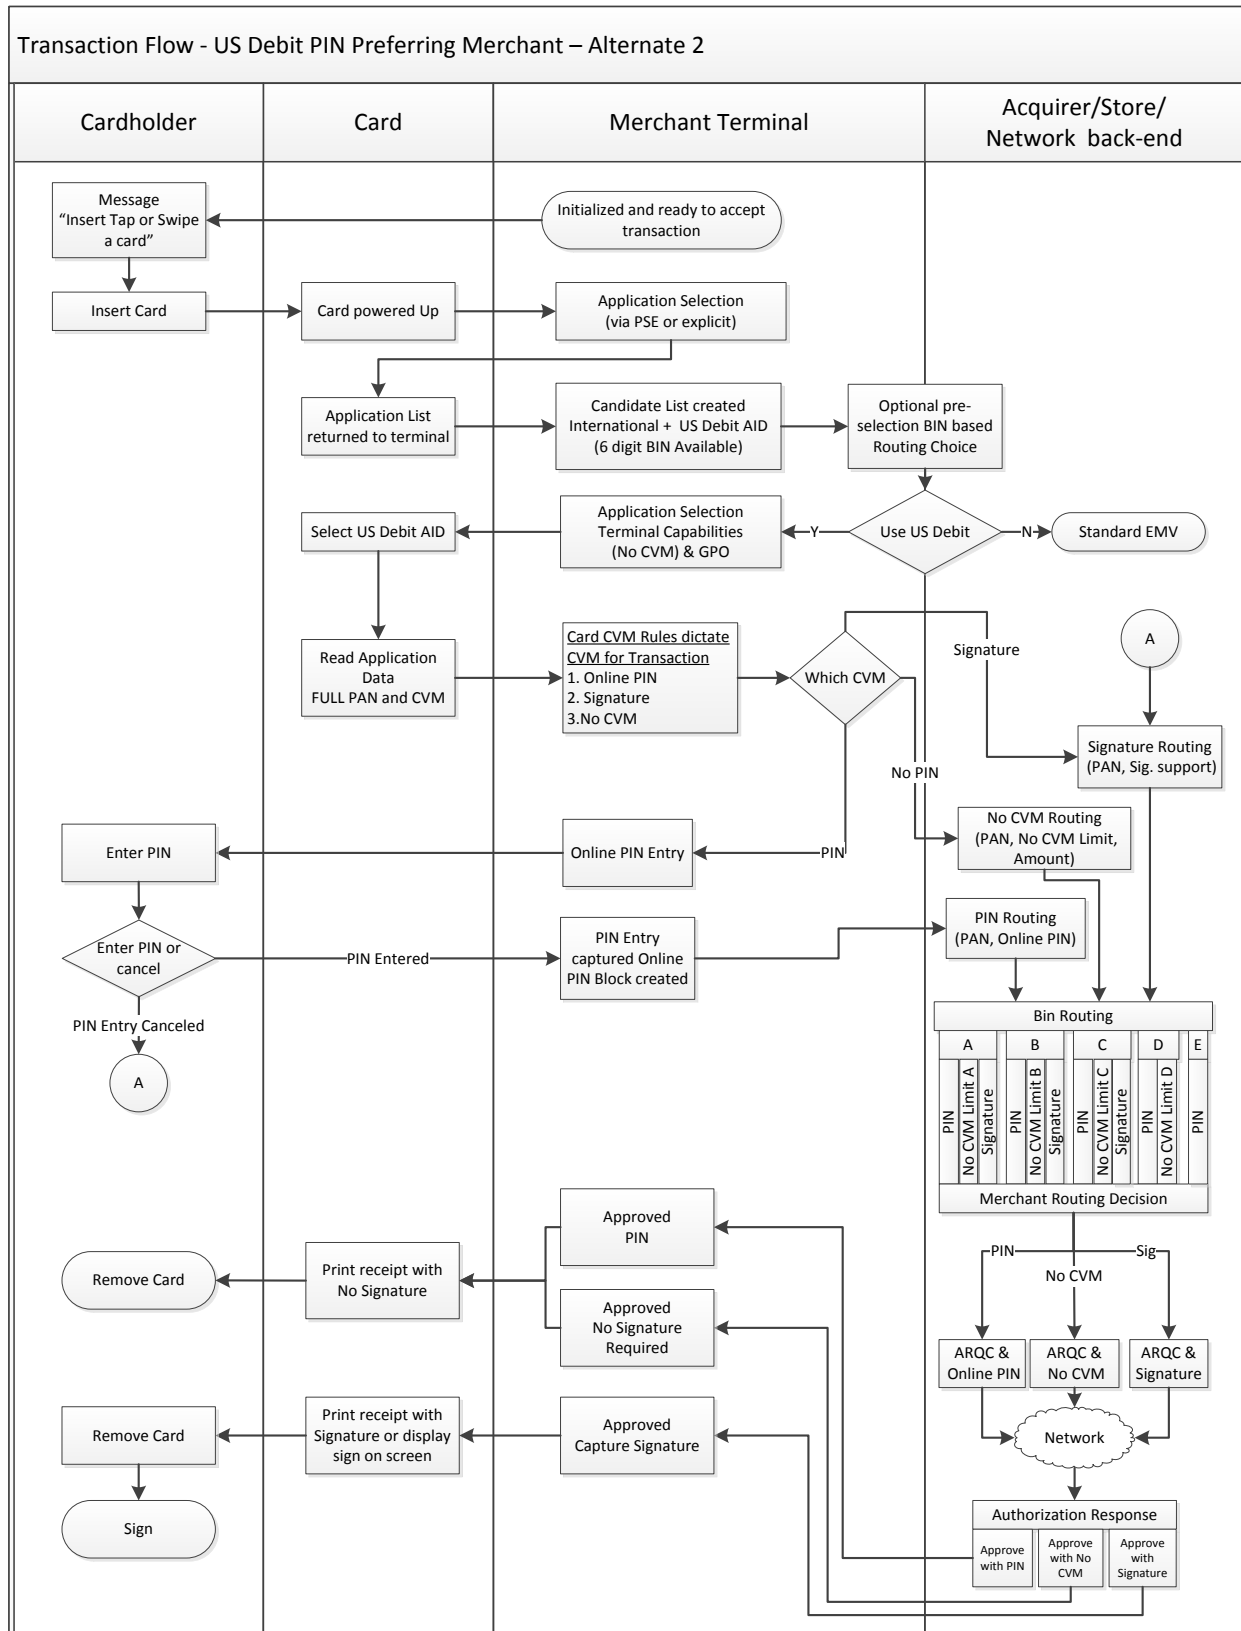 Transaction Flow - US Debit PIN Preferring Merchant – Alternate 2
Cardholder
Card
Merchant Terminal
Acquirer/Store/
Network back-end
Message
“Insert Tap or Swipe
a card”
Initialized and ready to accept
transaction
Insert Card
Card powered Up
Application Selection
(via PSE or explicit)
Application List
returned to terminal
Candidate List created
International + US Debit AID
(6 digit BIN Available)
Optional pre-
selection BIN based
Routing Choice
Select US Debit AID
Application Selection
Terminal Capabilities
(No CVM) & GPO
Y
Use US Debit
N
Standard EMV
Read Application
Data
FULL PAN and CVM
Card CVM Rules dictate
CVM for Transaction
1. Online PIN
2. Signature
3.No CVM
Which CVM
Signature
A
Signature Routing
(PAN, Sig. support)
No PIN
No CVM Routing
(PAN, No CVM Limit,
Amount)
Enter PIN
Online PIN Entry
PIN
Enter PIN or
cancel
PIN Entered
PIN Entry
captured Online
PIN Block created
PIN Routing
(PAN, Online PIN)
PIN Entry Canceled
A
Bin Routing
A
B
C
D
E
PIN
No CVM Limit A
Signature
PIN
No CVM Limit B
Signature
PIN
No CVM Limit C
Signature
PIN
No CVM Limit D
PIN
Merchant Routing Decision
PIN
No CVM
Sig
Approved
PIN
Remove Card
Print receipt with
No Signature
Approved
No Signature
Required
ARQC &
Online PIN
ARQC &
No CVM
ARQC &
Signature
Remove Card
Print receipt with
Signature or display
sign on screen
Approved
Capture Signature
Network
Sign
Authorization Response
Approve
with PIN
Approve
with No
CVM
Approve
with
Signature